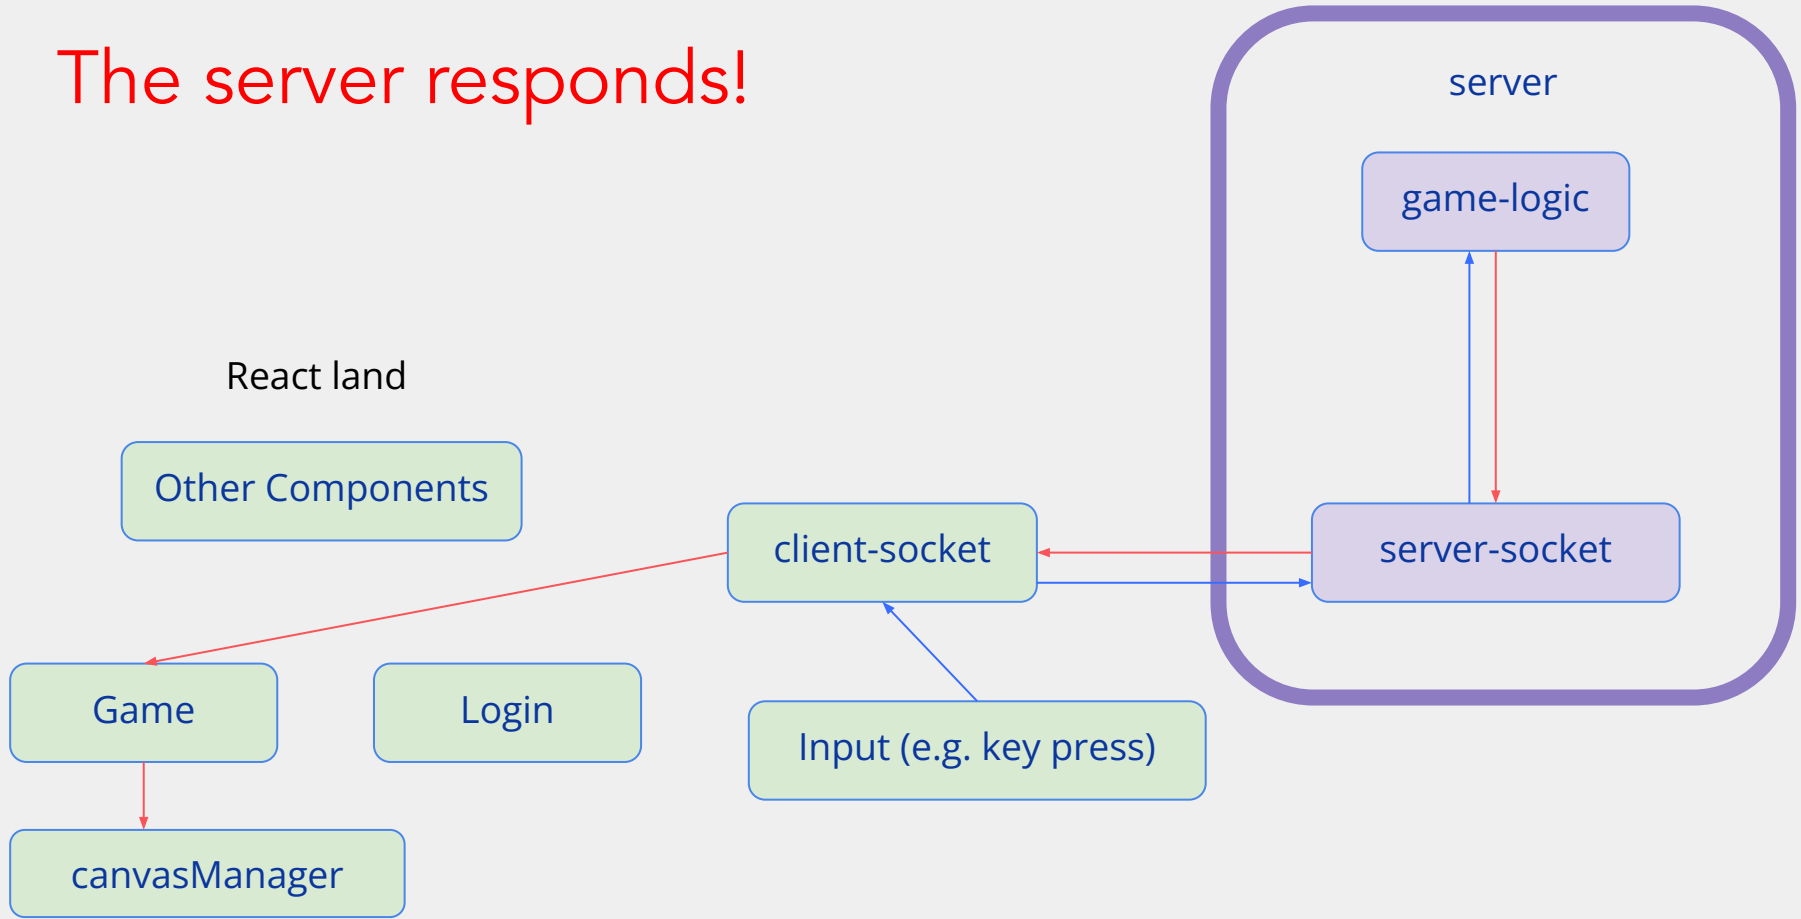 The server responds!
server
game-logic
React land
Other Components
client-socket
server-socket
Game
Login
Input (e.g. key press)
canvasManager